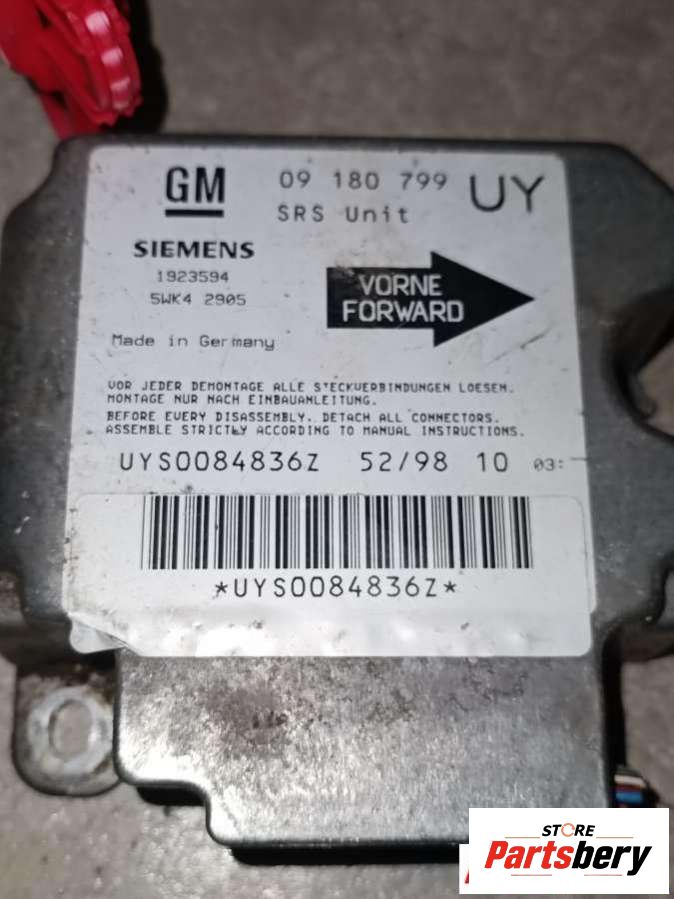 GM 09 180 799 UY
SRS Unit
SIEMENS
1923594
5WK4 2905
VORNE
FORWARD
Made in Germany
VOR JEDER DEMONTAGE ALLE STECKVERBINDUNGEN LOESEN.
MONTAGE NUR NACH EINBAUANLEITUNG.
BEFORE EVERY DISASSEMBLY. DETACH ALL CONNECTORS.
ASSEMBLE STRICTLY ACCORDING TO MANUAL INSTRUCTIONS.
UYS0084836Z 52/98 10 03:
*UYS0084836Z*
STORE
Partsbery